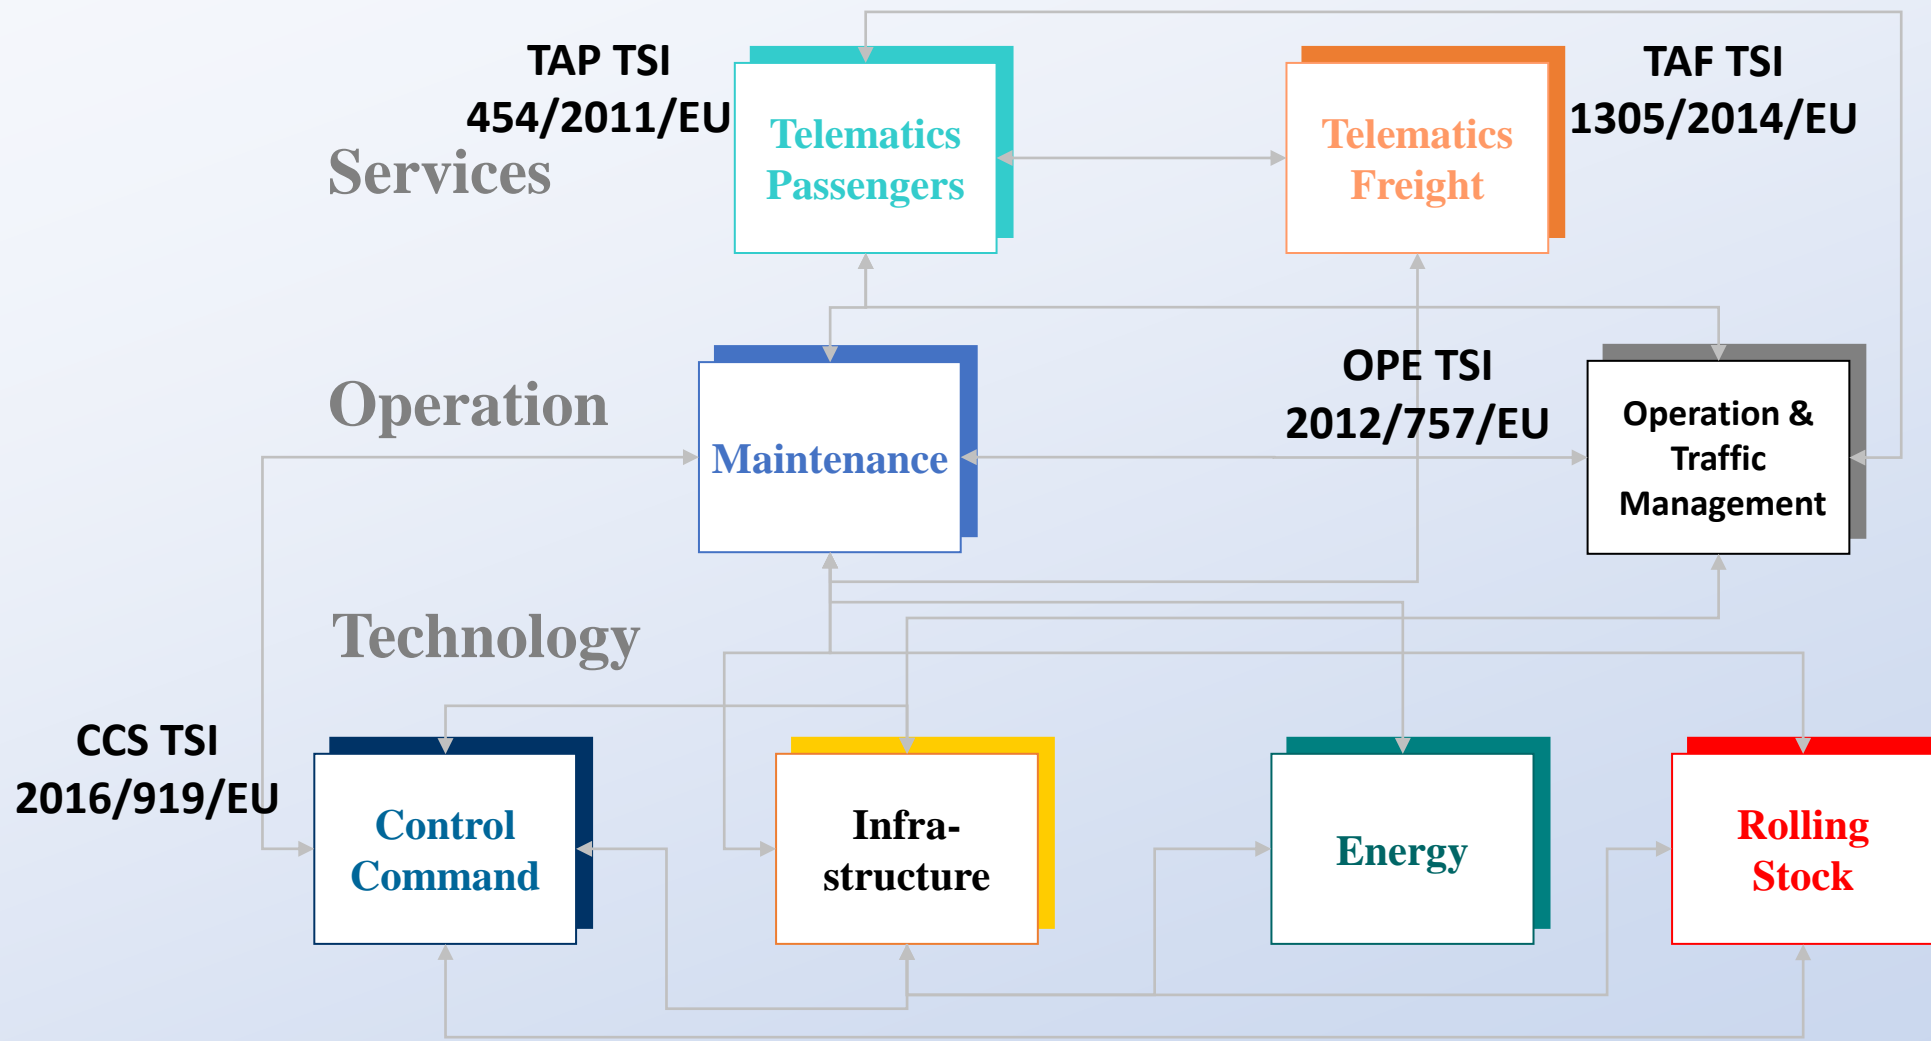 TAP TSI
454/2011/EU
Telematics
Passengers
Telematics
Freight
TAF TSI
1305/2014/EU
Services
Operation
Maintenance
OPE TSI
2012/757/EU
Operation &
Traffic
Management
Technology
CCS TSI
2016/919/EU
Control
Command
Infra-
structure
Energy
Rolling
Stock